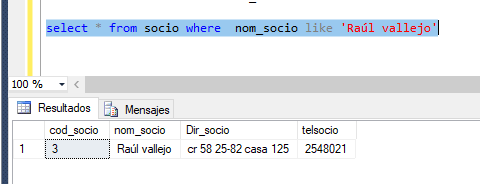 select * from socio where nom_socio like 'Raúl vallejo'
100 %
Resultados Mensajes
cod_socio nom_socio Dir_socio telsocio
1 3 Raúl vallejo cr 58 25-82 casa 125 2548021